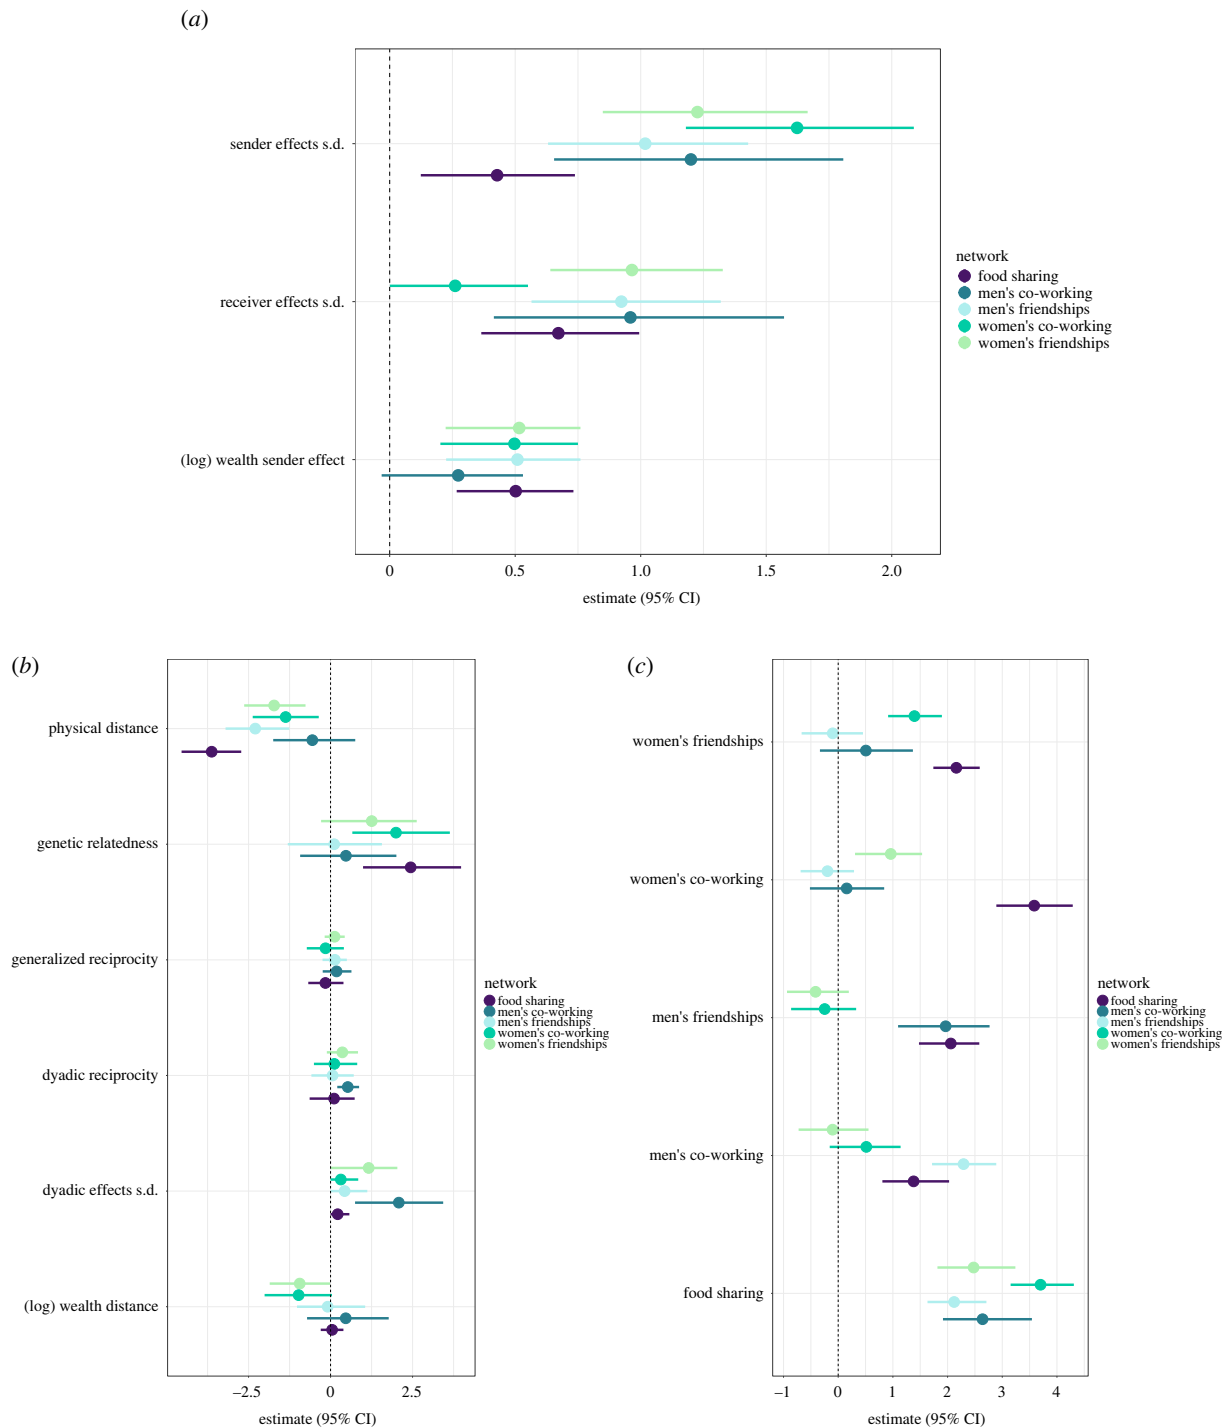 (a)
sender effects s.d.
receiver effects s.d.
(log) wealth sender effect
0 0.5 1.0 1.5 2.0
estimate (95% CI)
network
food sharing
men's co-working
men's friendships
women's co-working
women's friendships
(b)
physical distance
genetic relatedness
generalized reciprocity
dyadic reciprocity
dyadic effects s.d.
(log) wealth distance
−2.5 0 2.5
estimate (95% CI)
network
food sharing
men's co-working
men's friendships
women's co-working
women's friendships
(c)
women's friendships
women's co-working
men's friendships
men's co-working
food sharing
−1 0 1 2 3 4
estimate (95% CI)
network
food sharing
men's co-working
men's friendships
women's co-working
women's friendships